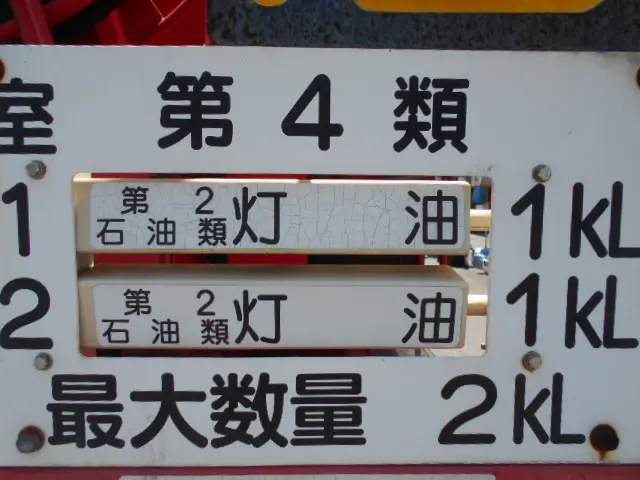 室 第4類
1 第2石油類 灯油 1kL
2 第2石油類 灯油 1kL
最大数量 2kL